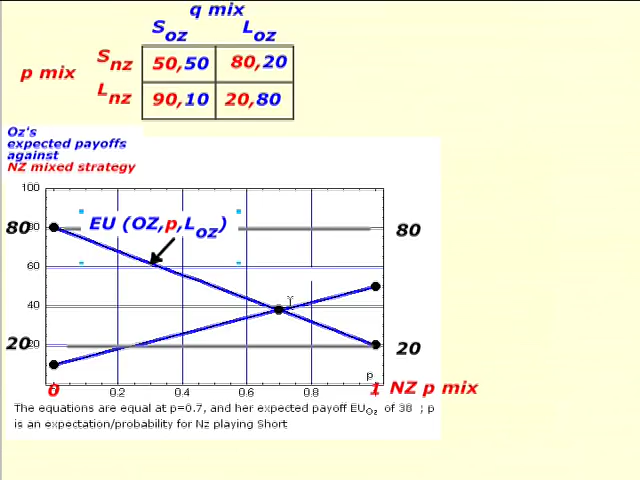 q mix
Soz Loz
p mix
Snz 50,50 80,20
Lnz 90,10 20,80
Oz's
expected payoffs
against
NZ mixed strategy
100
EU (OZ,p,Loz)
80 80 80
60
40
Y
20 20 20
p
0 0.2 0.4 0.6 0.8 1 NZ p mix
The equations are equal at p=0.7, and her expected payoff EUOz of 38 ; p
is an expectation/probability for Nz playing Short